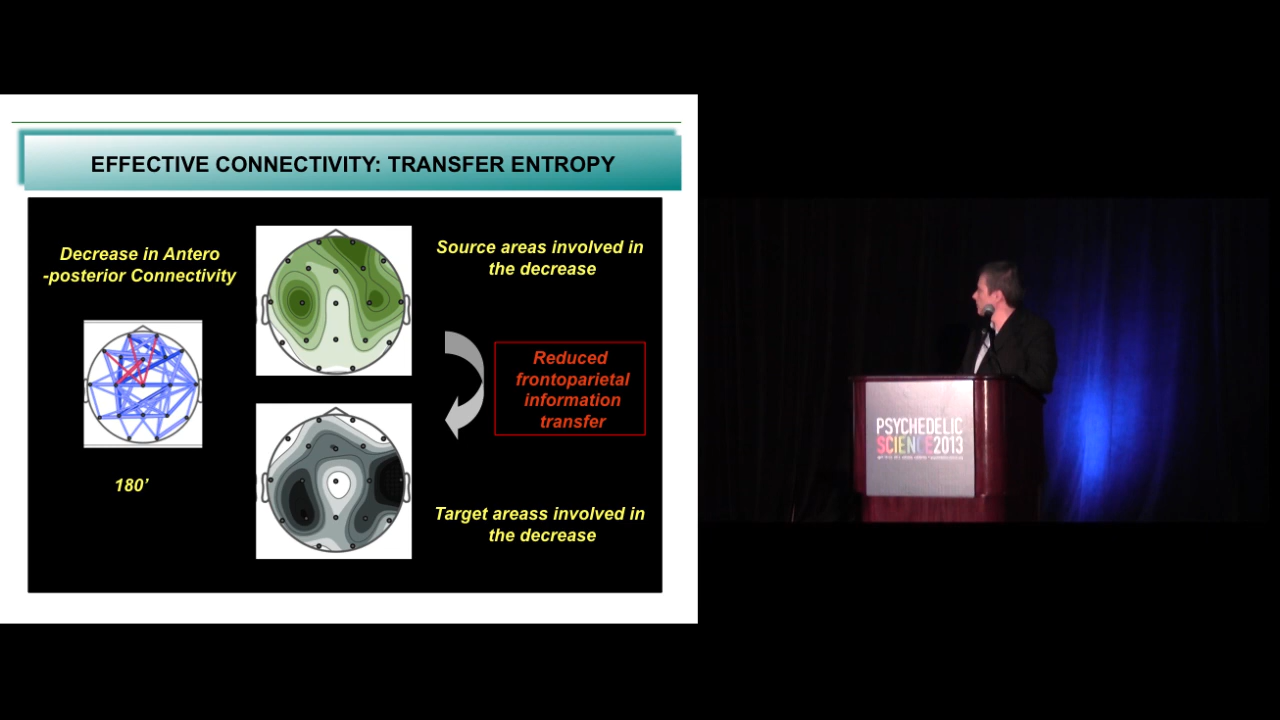 EFFECTIVE CONNECTIVITY: TRANSFER ENTROPY
Decrease in Antero
-posterior Connectivity
180’
Source areas involved in
the decrease
Reduced
frontoparietal
information
transfer
Target areass involved in
the decrease
PSYCHEDELIC
SCIENCE2013